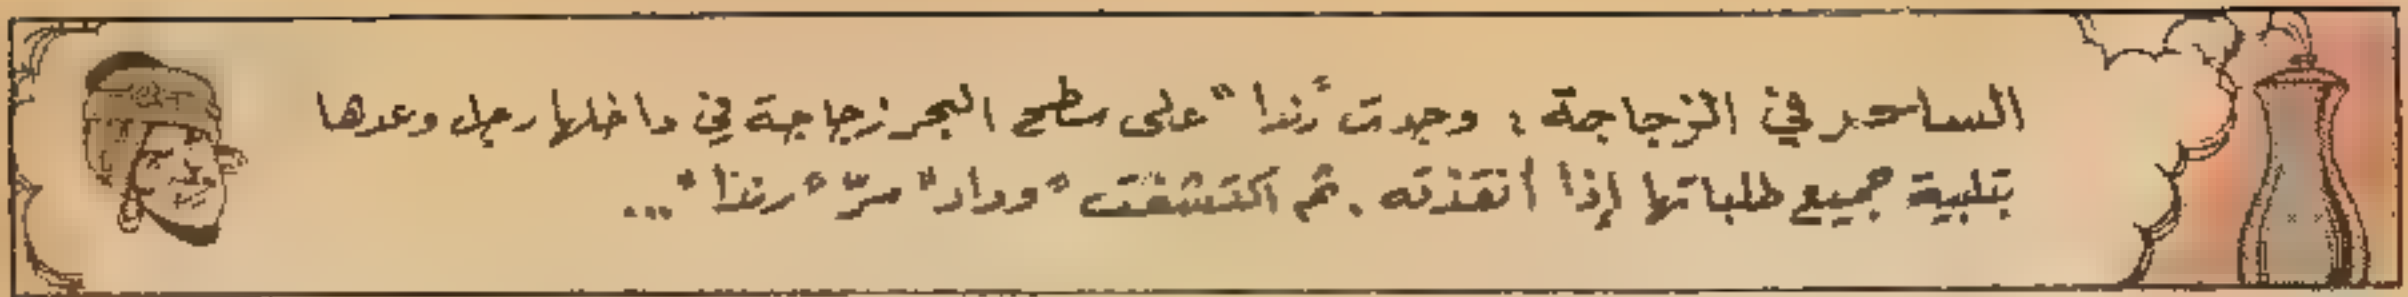 الساحر في الزجاجة : وجدت "رندا" على سطح البحر زجاجة في داخلها رجل وعدها
بتلبية جميع طلباتها إذا أنقذته . ثم اكتشفت "وداد" سرّ "رندا" ...